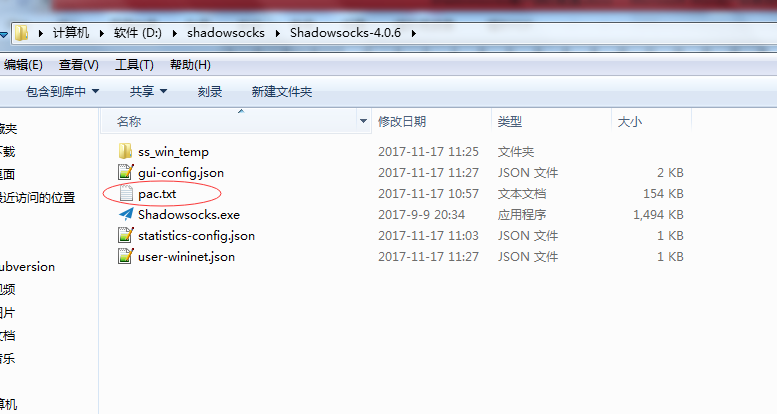 计算机 软件 (D:) shadowsocks Shadowsocks-4.0.6
编辑(E) 查看(V) 工具(T) 帮助(H)
包含到库中 共享 刻录 新建文件夹
名称 修改日期 类型 大小
ss_win_temp 2017-11-17 11:25 文件夹
gui-config.json 2017-11-17 11:27 JSON 文件 2 KB
pac.txt 2017-11-17 10:57 文本文档 154 KB
Shadowsocks.exe 2017-9-9 20:34 应用程序 1,494 KB
statistics-config.json 2017-11-17 11:03 JSON 文件 1 KB
user-wininet.json 2017-11-17 11:27 JSON 文件 1 KB
藏夹
下载
桌面
最近访问的位置
ubversion
视频
图片
文档
音乐
算机